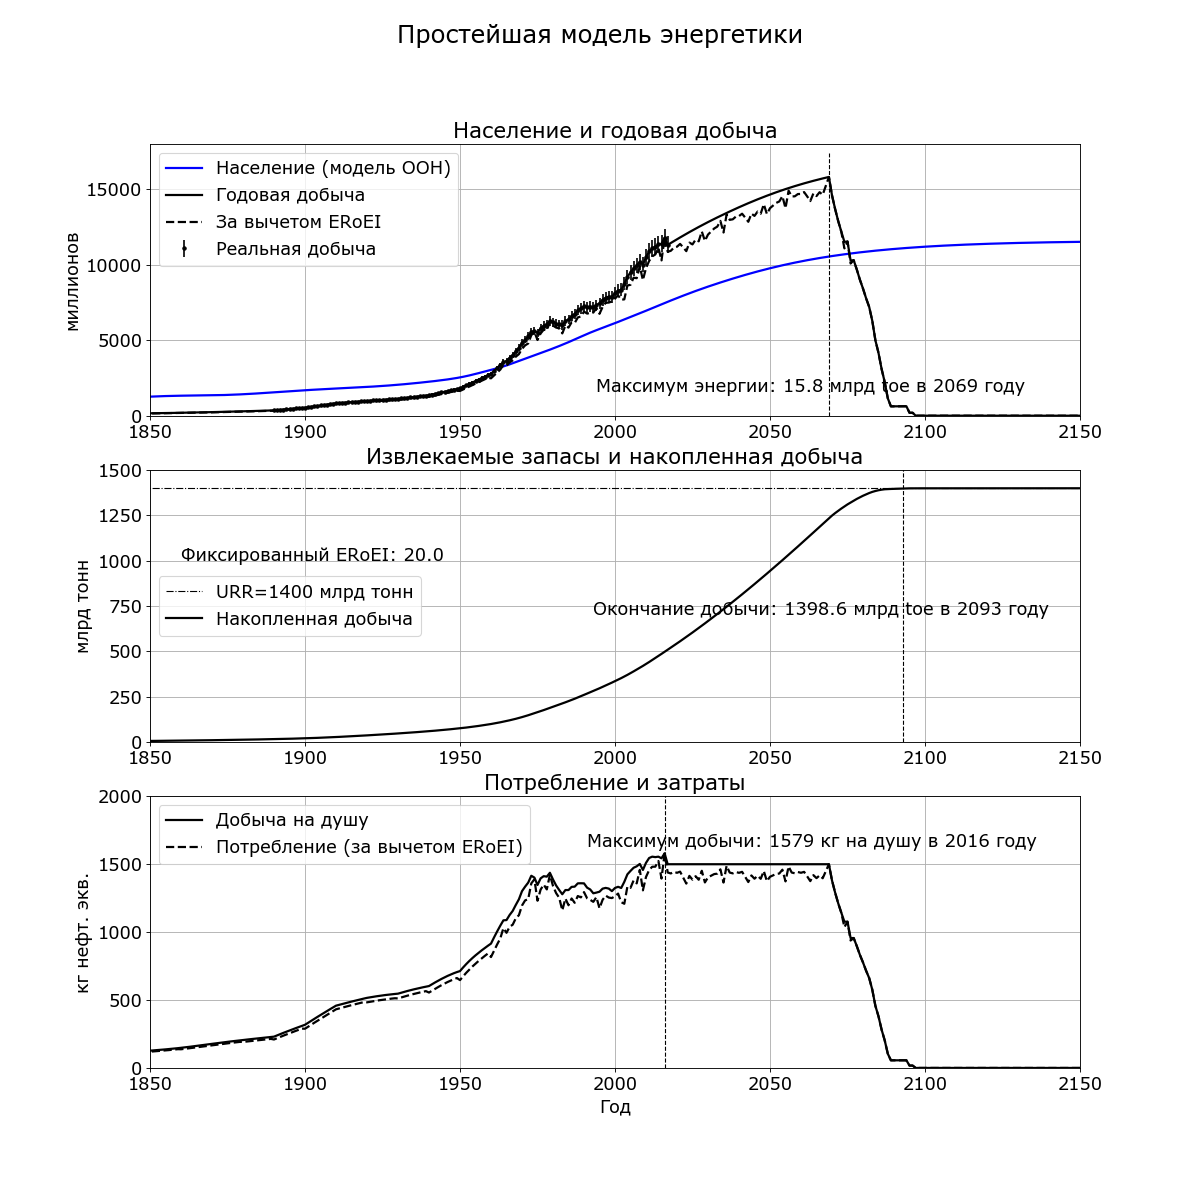 Простейшая модель энергетики
Население и годовая добыча
миллионов
15000
10000
5000
0
Население (модель ООН)
Годовая добыча
За вычетом ERoEI
Реальная добыча
Максимум энергии: 15.8 млрд toe в 2069 году
1850 1900 1950 2000 2050 2100 2150
Извлекаемые запасы и накопленная добыча
млрд тонн
1500
1250
1000
750
500
250
0
Фиксированный ERoEI: 20.0
URR=1400 млрд тонн
Накопленная добыча
Окончание добычи: 1398.6 млрд toe в 2093 году
1850 1900 1950 2000 2050 2100 2150
Потребление и затраты
кг нефт. экв.
2000
1500
1000
500
0
Добыча на душу
Потребление (за вычетом ERoEI)
Максимум добычи: 1579 кг на душу в 2016 году
1850 1900 1950 2000 2050 2100 2150
Год